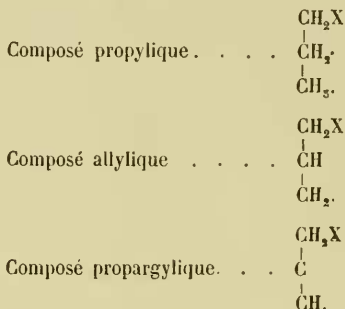 CH₂X
|
Composé propylique. . . . CH₂.
|
CH₃.
CH₂X
|
Composé allylique . . . . CH
|
CH₂.
CH₂X
|
Composé propargylique. . . C
|
CH.